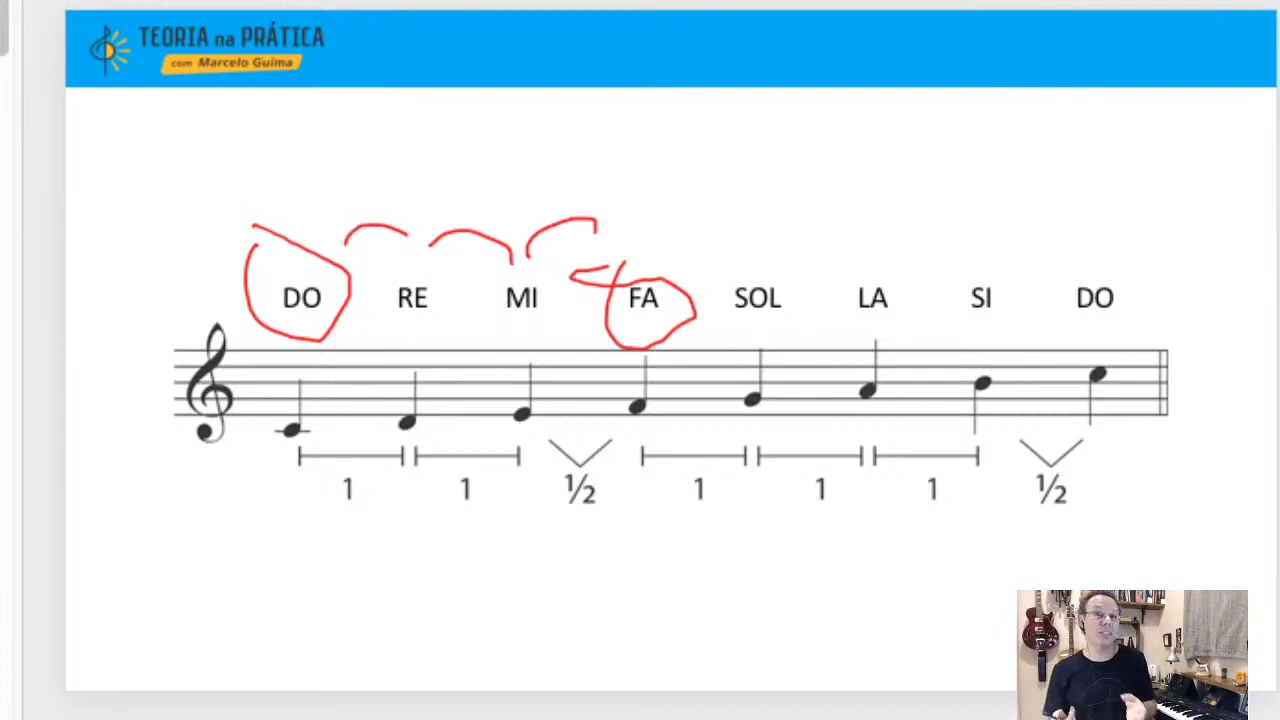 TEORIA na PRÁTICA
com Marcelo Guima
DO RE MI FA SOL LA SI DO
1 1 ½ 1 1 1 ½